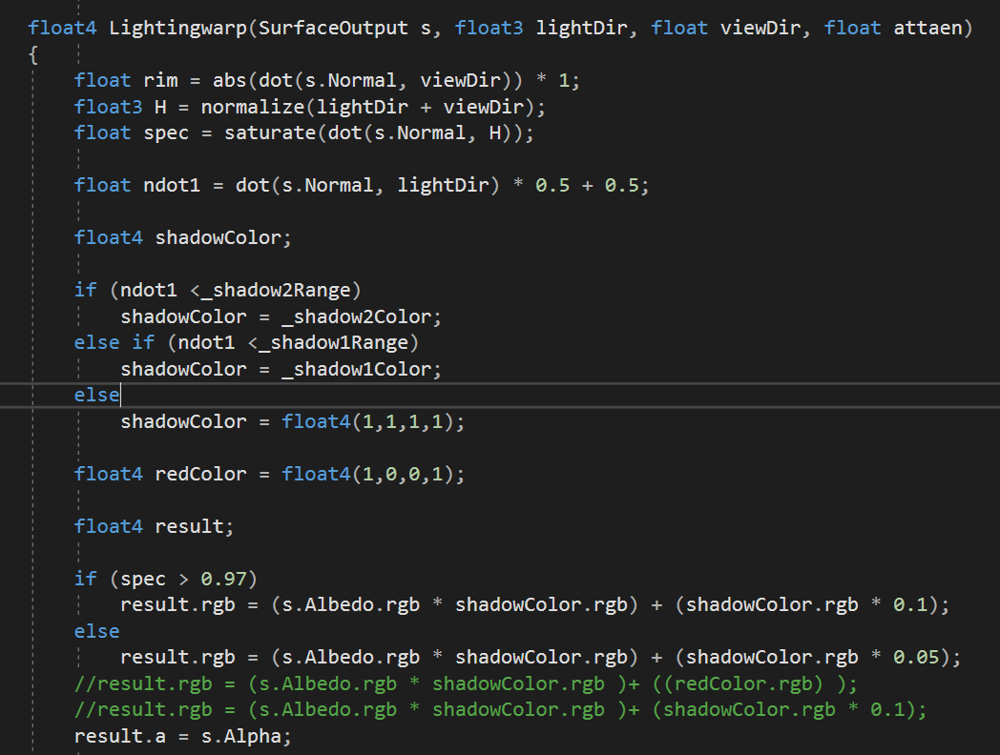 float4 Lightingwarp(SurfaceOutput s, float3 lightDir, float viewDir, float attaen)
{
float rim = abs(dot(s.Normal, viewDir)) * 1;
float3 H = normalize(lightDir + viewDir);
float spec = saturate(dot(s.Normal, H));
float ndot1 = dot(s.Normal, lightDir) * 0.5 + 0.5;
float4 shadowColor;
if (ndot1 <_shadow2Range)
shadowColor = _shadow2Color;
else if (ndot1 <_shadow1Range)
shadowColor = _shadow1Color;
else
shadowColor = float4(1,1,1,1);
float4 redColor = float4(1,0,0,1);
float4 result;
if (spec > 0.97)
result.rgb = (s.Albedo.rgb * shadowColor.rgb) + (shadowColor.rgb * 0.1);
else
result.rgb = (s.Albedo.rgb * shadowColor.rgb) + (shadowColor.rgb * 0.05);
//result.rgb = (s.Albedo.rgb * shadowColor.rgb )+ ((redColor.rgb) );
//result.rgb = (s.Albedo.rgb * shadowColor.rgb )+ (shadowColor.rgb * 0.1);
result.a = s.Alpha;